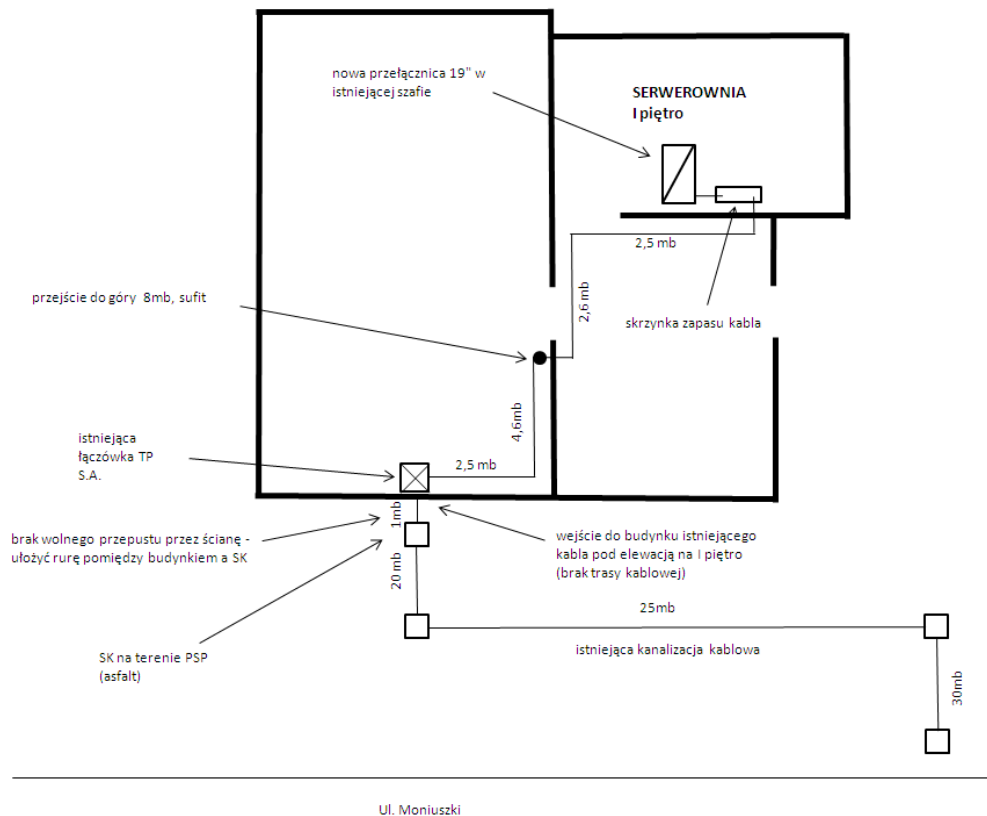 nowa przełącznica 19" w
istniejącej szafie
SERWEROWNIA
I piętro
2,5 mb
2,6 mb
przejście do góry  8mb, sufit
skrzynka zapasu kabla
4,6mb
istniejąca
łączówka TP
S.A.
2,5 mb
1mb
brak wolnego przepustu przez ścianę -
ułożyć rurę pomiędzy budynkiem a SK
wejście do budynku istniejącego
kabla pod elewacją na I piętro
(brak trasy kablowej)
20 mb
25mb
SK na terenie PSP
(asfalt)
istniejąca kanalizacja kablowa
30mb
Ul. Moniuszki